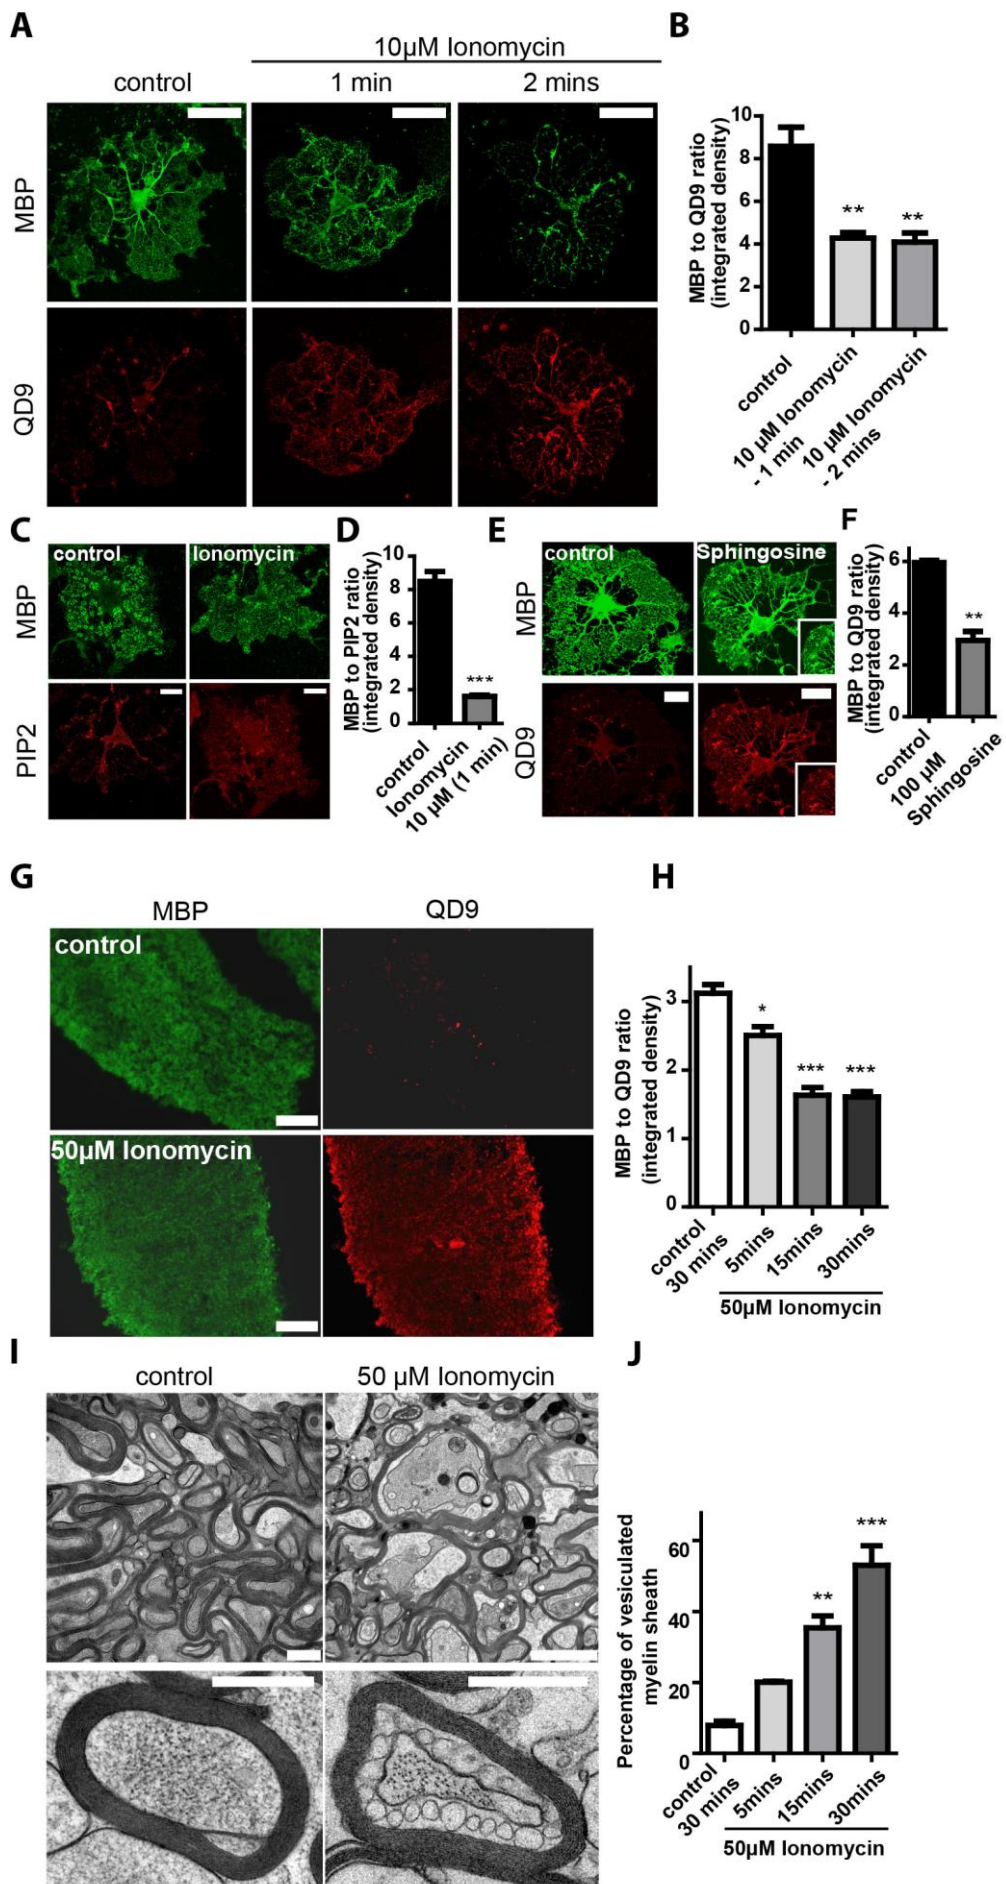 A
10µM Ionomycin
control
1 min
2 mins
MBP
QD9
B
MBP to QD9 ratio
(integrated density)
10
8
6
4
2
0
**
**
control
10 µM Ionomycin
- 1 min
10 µM Ionomycin
- 2 mins
C
control
Ionomycin
MBP
PIP2
D
MBP to PIP2 ratio
(integrated density)
10
8
6
4
2
0
***
control
Ionomycin
10 µM (1 min)
E
control
Sphingosine
MBP
QD9
F
MBP to QD9 ratio
(integrated density)
6
4
2
0
**
control
100 µM
Sphingosine
G
MBP
QD9
control
50µM Ionomycin
H
MBP to QD9 ratio
(integrated density)
3
2
1
0
*
***
***
control
30 mins
5mins
15mins
30mins
50µM Ionomycin
I
control
50 µM Ionomycin
J
Percentage of vesiculated
myelin sheath
60
40
20
0
**
***
control
30 mins
5mins
15mins
30mins
50µM Ionomycin